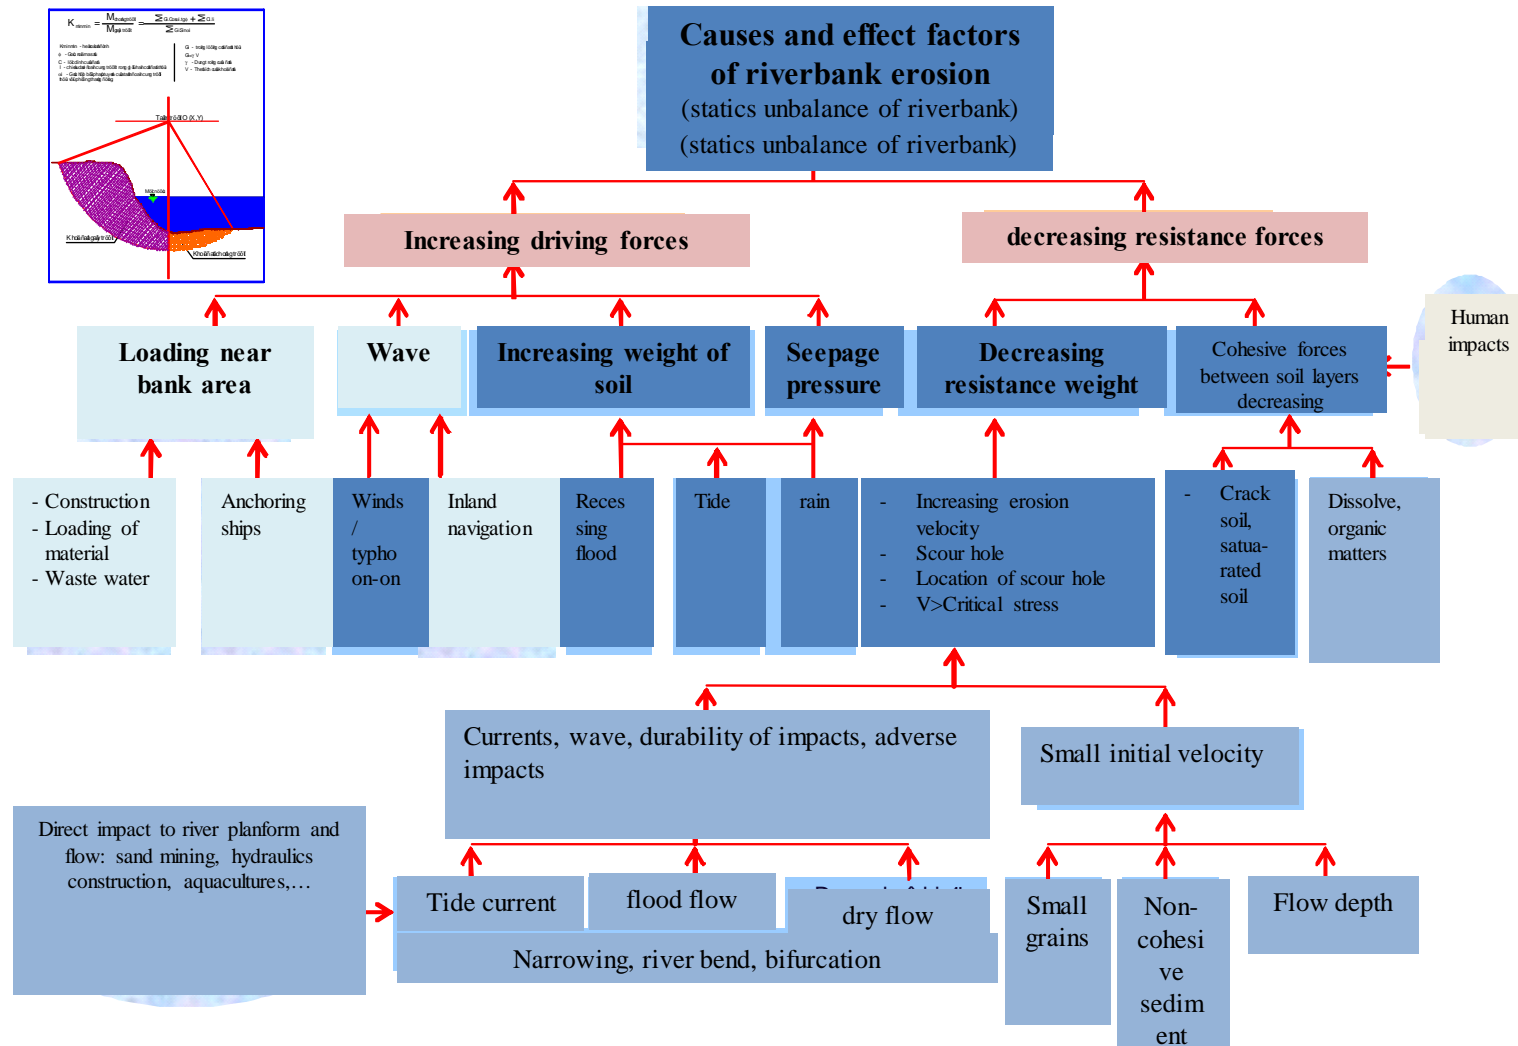 Causes and effect factors
of riverbank erosion
(statics unbalance of riverbank)
(statics unbalance of riverbank)
Increasing driving forces
decreasing resistance forces
Loading near
bank area
Wave
Increasing weight of
soil
Seepage
pressure
Decreasing
resistance weight
Cohesive forces
between soil layers
decreasing
Human
impacts
- Construction
- Loading of
material
- Waste water
Anchoring
ships
Winds
/
typho
on-on
Inland
navigation
Reces
sing
flood
Tide
rain
- Increasing erosion
velocity
- Scour hole
- Location of scour hole
- V>Critical stress
- Crack
soil,
satua-
rated
soil
Dissolve,
organic
matters
Currents, wave, durability of impacts, adverse
impacts
Small initial velocity
Direct impact to river planform and
flow: sand mining, hydraulics
construction, aquacultures,...
Tide current
flood flow
dry flow
Narrowing, river bend, bifurcation
Small
grains
Non-
cohesi
ve
sedim
ent
Flow depth